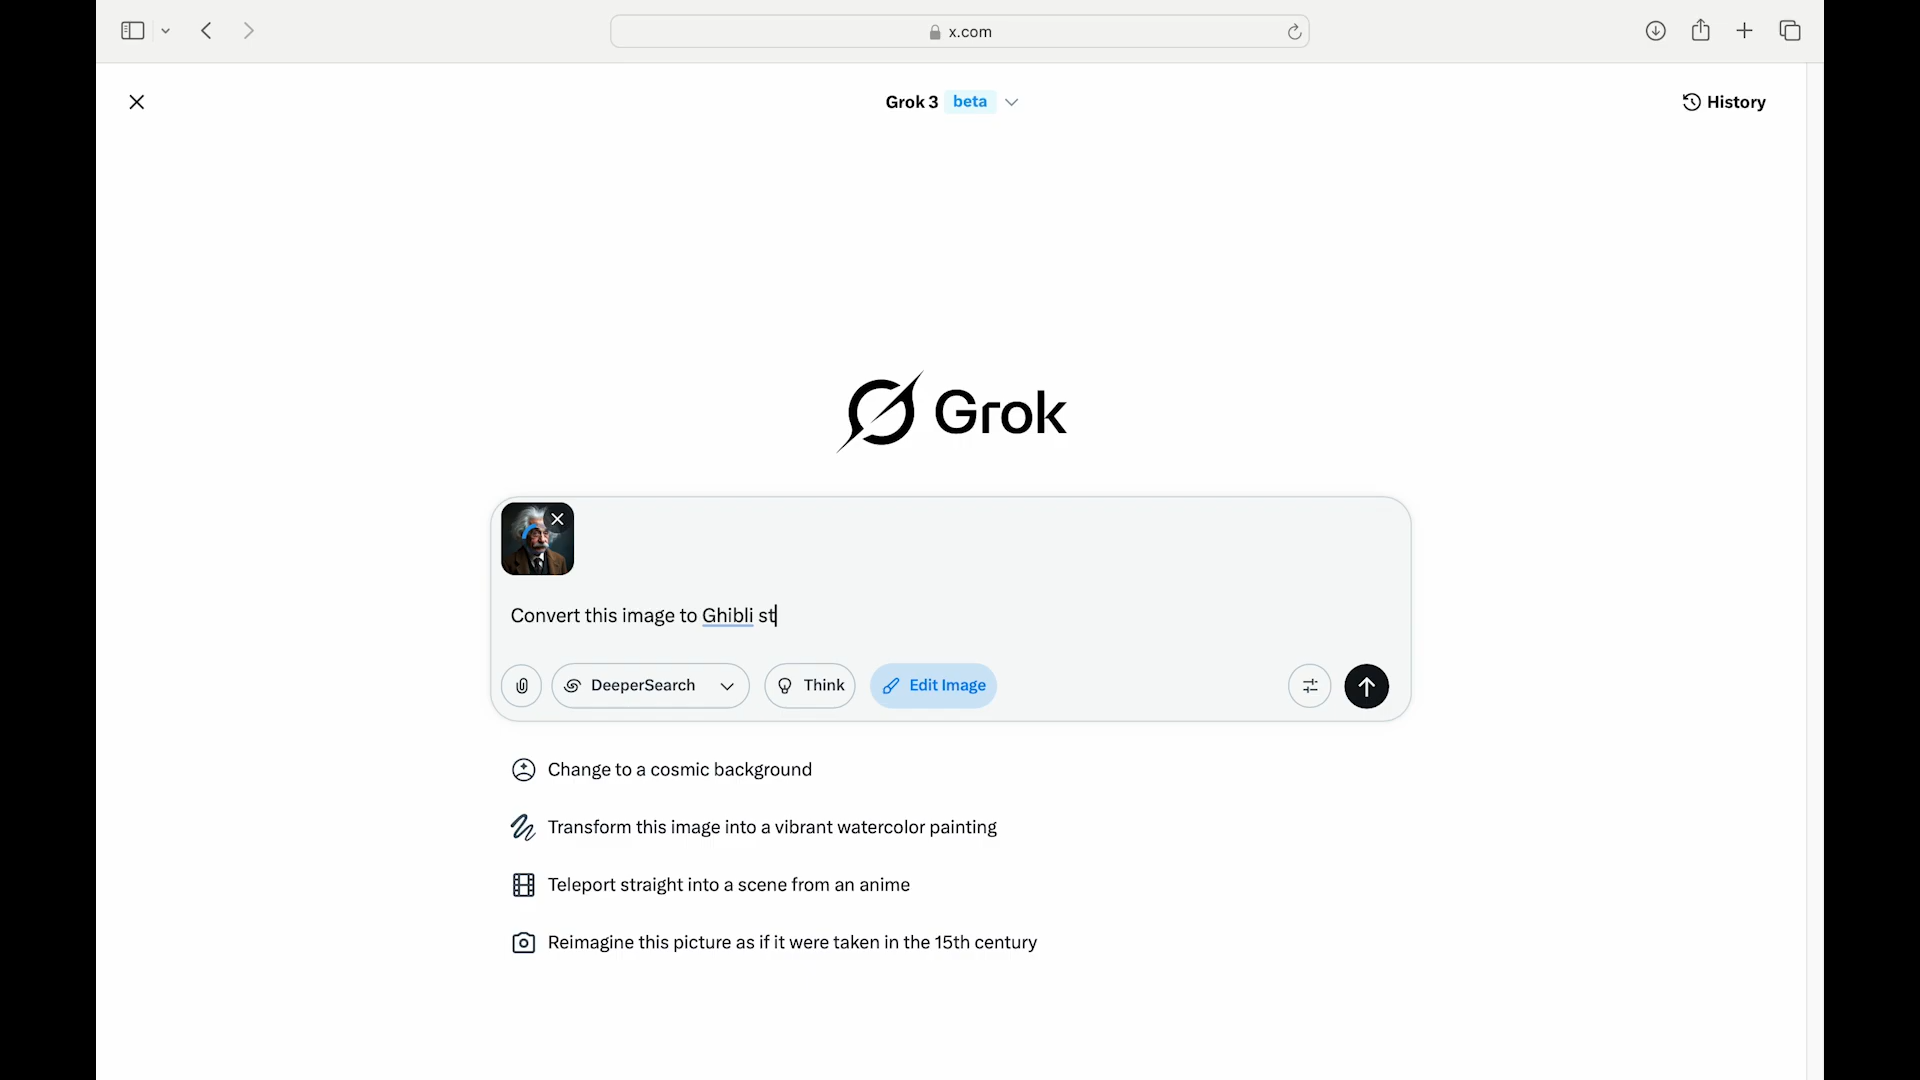 x.com
Grok 3 beta
History
Grok
Convert this image to Ghibli st
DeeperSearch
Think
Edit Image
Change to a cosmic background
Transform this image into a vibrant watercolor painting
Teleport straight into a scene from an anime
Reimagine this picture as if it were taken in the 15th century